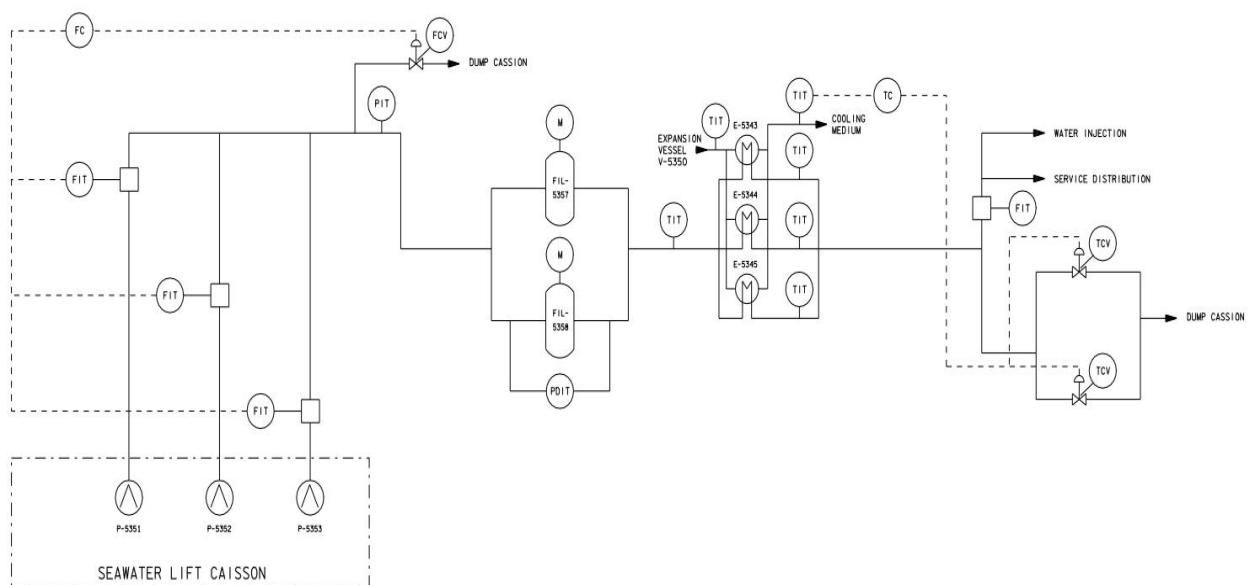 FC
FCV
DUMP CASSION
PIT
FIT
FIT
FIT
P-5351
P-5352
P-5353
SEAWATER LIFT CAISSON
M
FIL-
5357
M
FIL-
5358
PDIT
TIT
EXPANSION
VESSEL
V-5350
TIT
E-5343
E-5344
E-5345
TIT
TC
COOLING
MEDIUM
TIT
TIT
TIT
WATER INJECTION
SERVICE DISTRIBUTION
FIT
TCV
TCV
DUMP CASSION